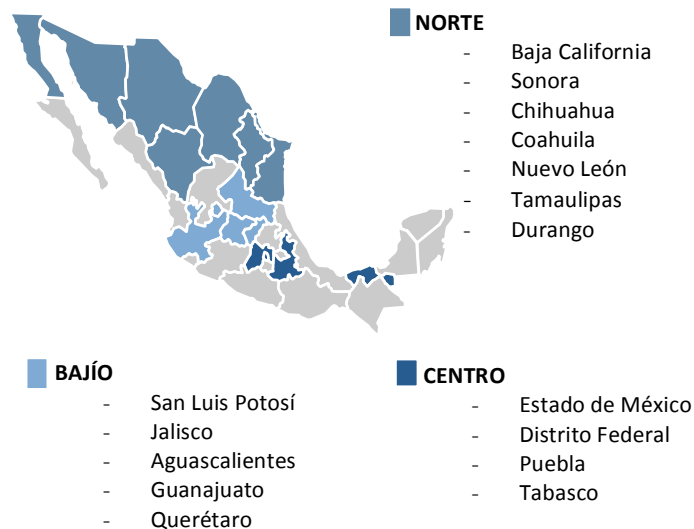 NORTE
- Baja California
- Sonora
- Chihuahua
- Coahuila
- Nuevo León
- Tamaulipas
- Durango
BAJÍO
- San Luis Potosí
- Jalisco
- Aguascalientes
- Guanajuato
- Querétaro
CENTRO
- Estado de México
- Distrito Federal
- Puebla
- Tabasco